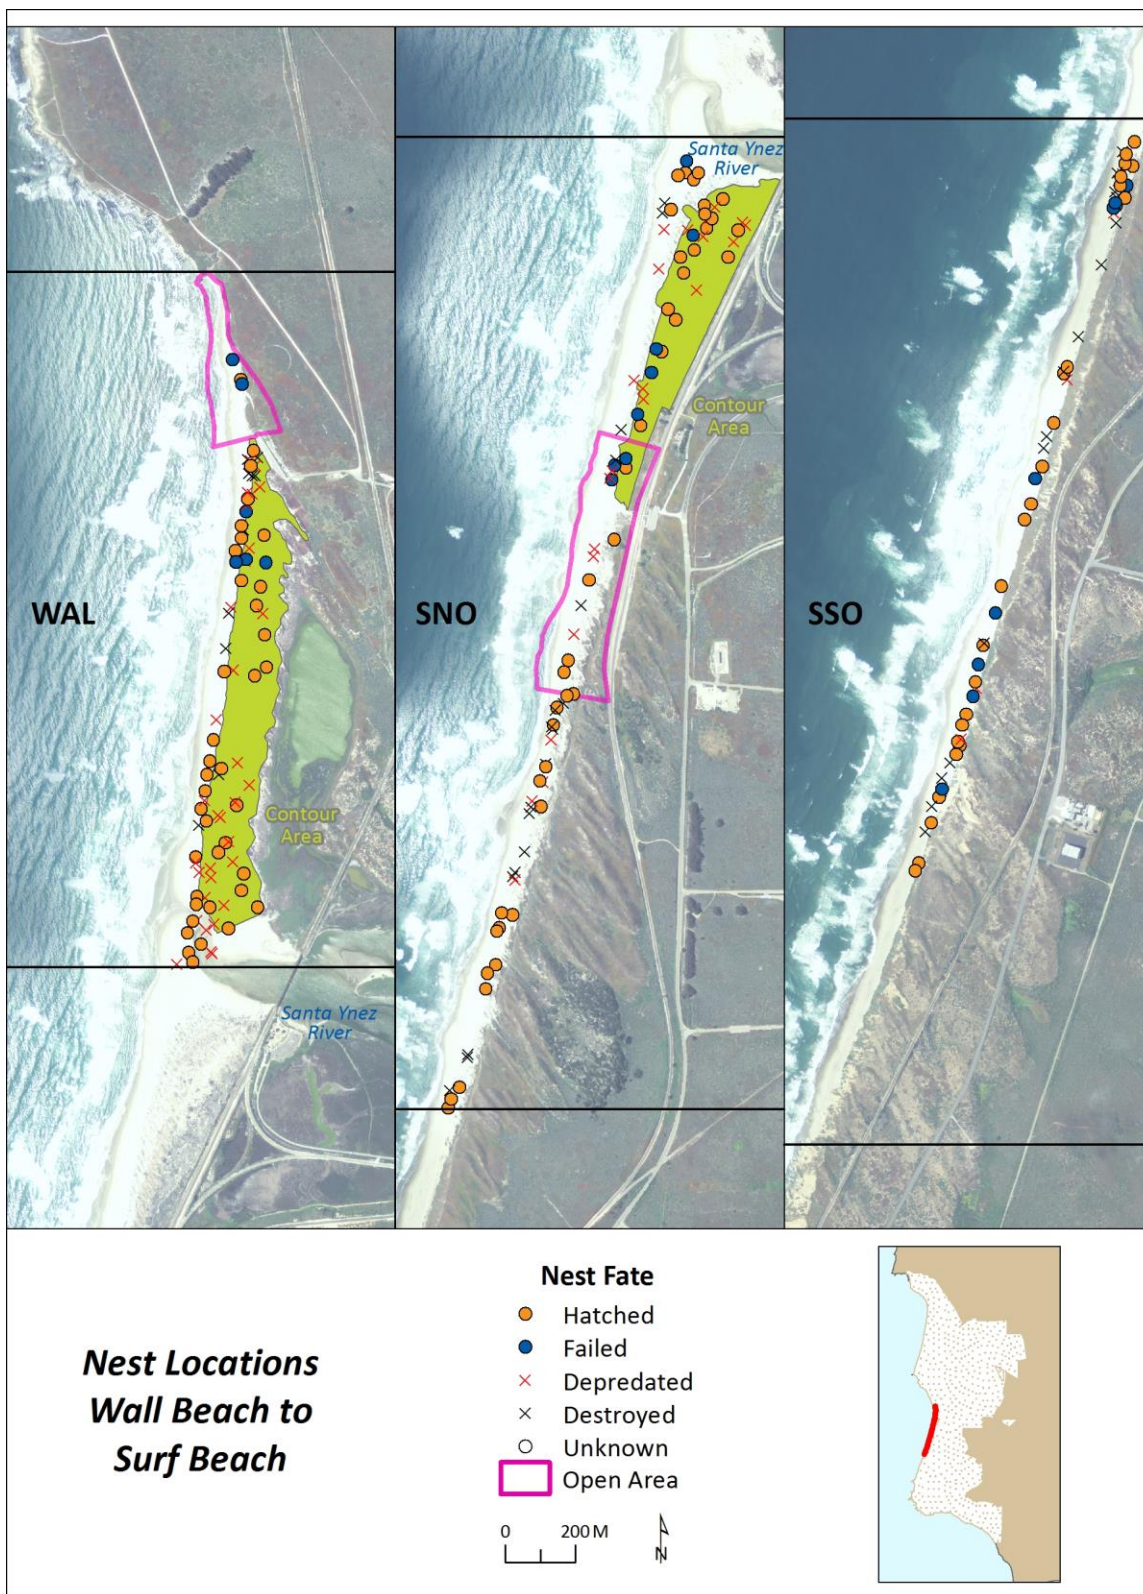 Santa Ynez
River
Contour
Area
WAL
SNO
SSO
Contour
Area
Santa Ynez
River
Nest Locations
Wall Beach to
Surf Beach
Nest Fate
Hatched
Failed
Depredated
Destroyed
Unknown
Open Area
0 200 M
N